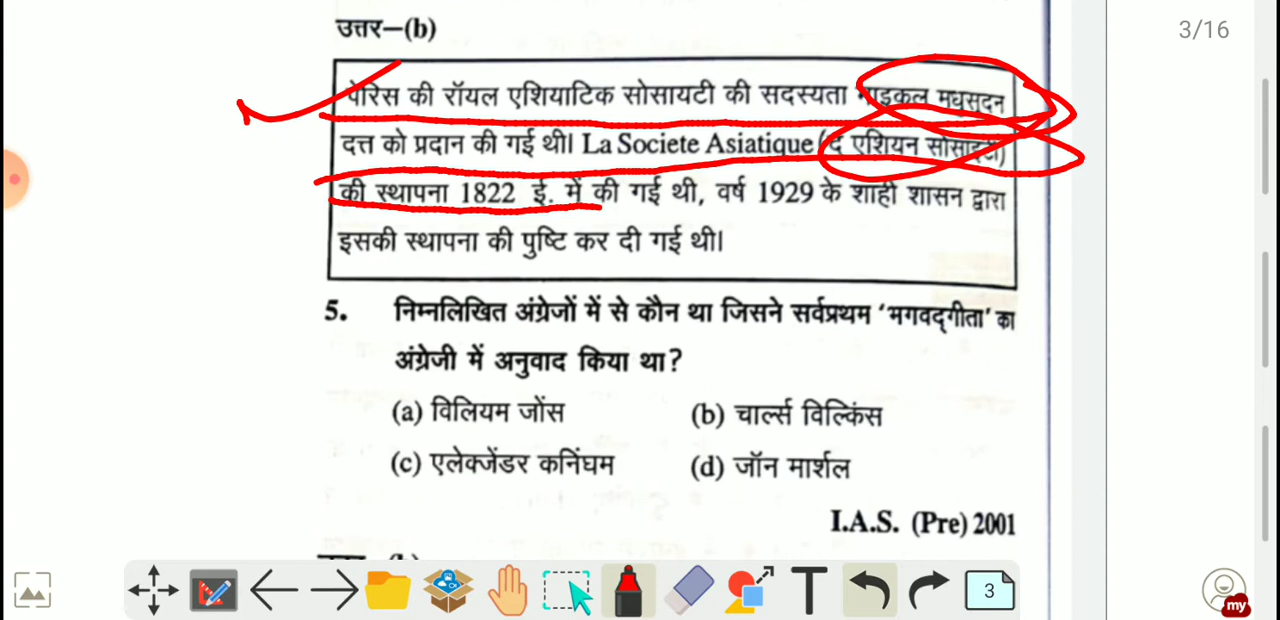 3/16
उत्तर–(b)
पेरिस की रॉयल एशियाटिक सोसायटी की सदस्यता माइकल मधुसूदन
दत्त को प्रदान की गई थी। La Societe Asiatique (द एशियन सोसाइटी)
की स्थापना 1822 ई. में की गई थी, वर्ष 1929 के शाही शासन द्वारा
इसकी स्थापना की पुष्टि कर दी गई थी।
5. निम्नलिखित अंग्रेजों में से कौन था जिसने सर्वप्रथम ‘भगवद्गीता’ का
अंग्रेजी में अनुवाद किया था?
(a) विलियम जोंस (b) चार्ल्स विल्किंस
(c) एलेक्जेंडर कनिंघम (d) जॉन मार्शल
I.A.S. (Pre) 2001
T 3 my